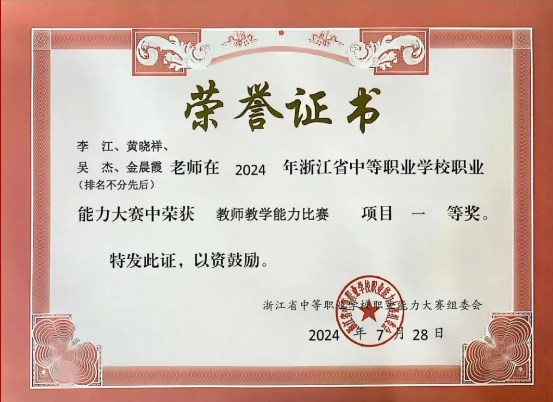 荣誉证书
李 江、黄晓祥、
吴 杰、金晨霞 老师在 2024 年浙江省中等职业学校职业
（排名不分先后）
能力大赛中荣获 教师教学能力比赛 项目 一 等奖。
特发此证，以资鼓励。
浙江省中等职业学校职业能力大赛组委会
2024 年 7 月 28 日